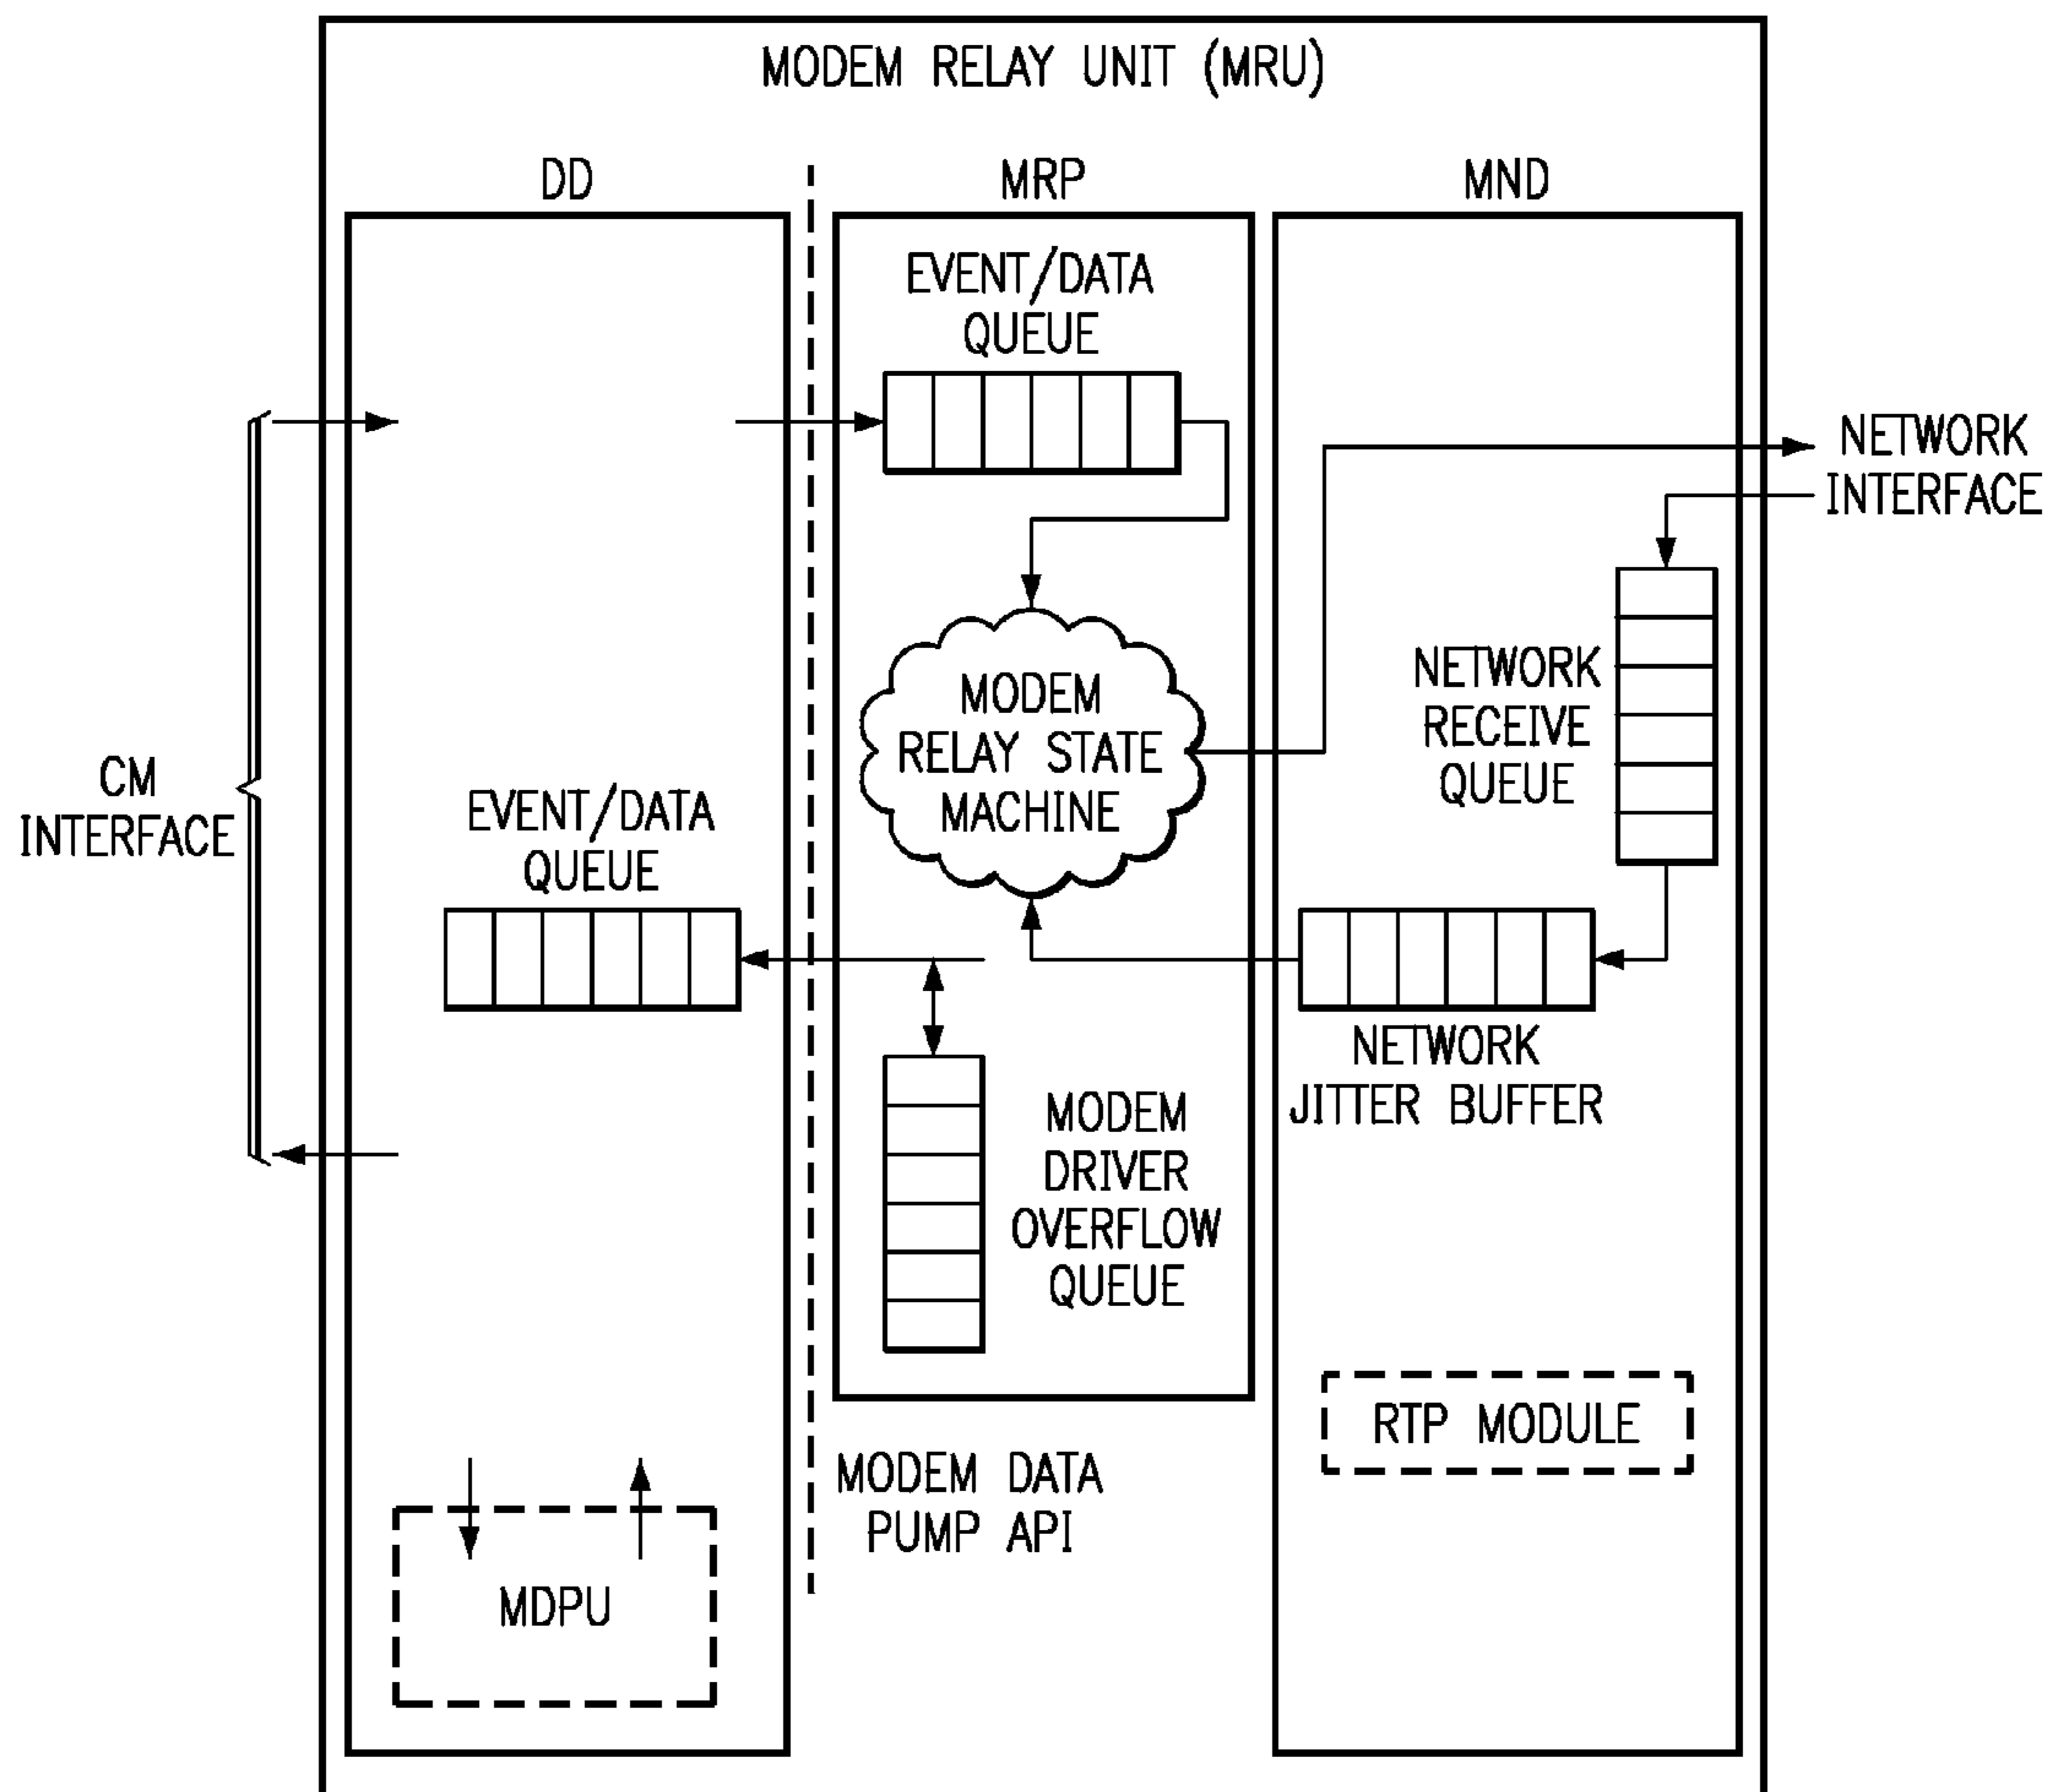 MODEM RELAY UNIT (MRU)
DD
MRP
MND
EVENT/DATA
QUEUE
NETWORK
INTERFACE
MODEM
RELAY STATE
MACHINE
NETWORK
RECEIVE
QUEUE
CM
INTERFACE
EVENT/DATA
QUEUE
NETWORK
JITTER BUFFER
MODEM
DRIVER
OVERFLOW
QUEUE
RTP MODULE
MODEM DATA
PUMP API
MDPU